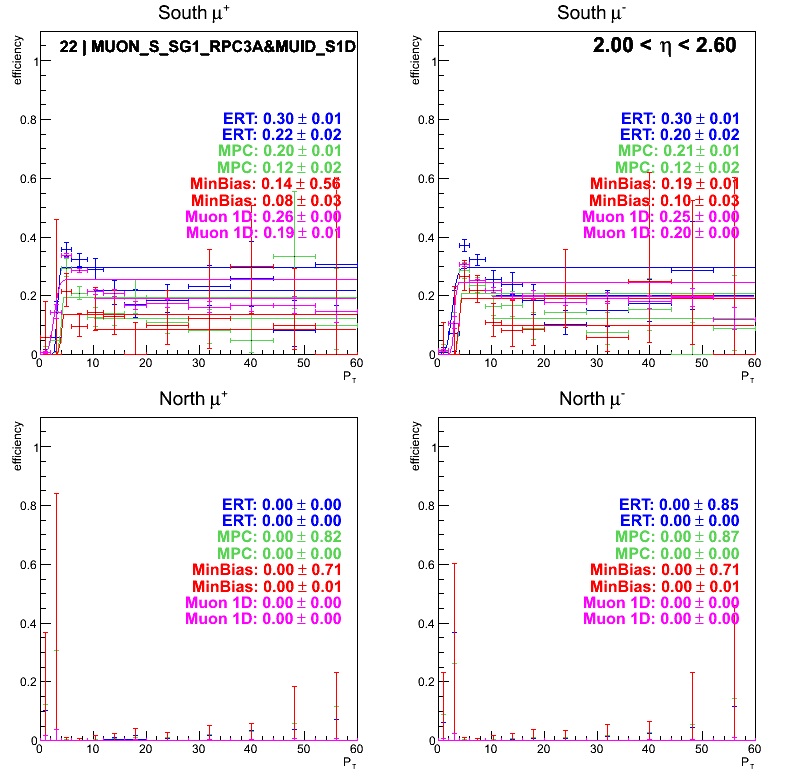 South μ+
efficiency
22 | MUON_S_SG1_RPC3A&MUID_S1D
ERT: 0.30 ± 0.01
ERT: 0.22 ± 0.02
MPC: 0.20 ± 0.01
MPC: 0.12 ± 0.02
MinBias: 0.14 ± 0.56
MinBias: 0.08 ± 0.03
Muon 1D: 0.26 ± 0.00
Muon 1D: 0.19 ± 0.01
1
0.8
0.6
0.4
0.2
0
0 10 20 30 40 50 60
PT
South μ-
efficiency
2.00 < η < 2.60
ERT: 0.30 ± 0.01
ERT: 0.20 ± 0.02
MPC: 0.21 ± 0.01
MPC: 0.12 ± 0.02
MinBias: 0.19 ± 0.01
MinBias: 0.10 ± 0.03
Muon 1D: 0.25 ± 0.00
Muon 1D: 0.20 ± 0.00
1
0.8
0.6
0.4
0.2
0
0 10 20 30 40 50 60
PT
North μ+
efficiency
ERT: 0.00 ± 0.00
ERT: 0.00 ± 0.00
MPC: 0.00 ± 0.82
MPC: 0.00 ± 0.00
MinBias: 0.00 ± 0.71
MinBias: 0.00 ± 0.01
Muon 1D: 0.00 ± 0.00
Muon 1D: 0.00 ± 0.00
1
0.8
0.6
0.4
0.2
0
0 10 20 30 40 50 60
PT
North μ-
efficiency
ERT: 0.00 ± 0.85
ERT: 0.00 ± 0.00
MPC: 0.00 ± 0.87
MPC: 0.00 ± 0.00
MinBias: 0.00 ± 0.71
MinBias: 0.00 ± 0.01
Muon 1D: 0.00 ± 0.00
Muon 1D: 0.00 ± 0.00
1
0.8
0.6
0.4
0.2
0
0 10 20 30 40 50 60
PT